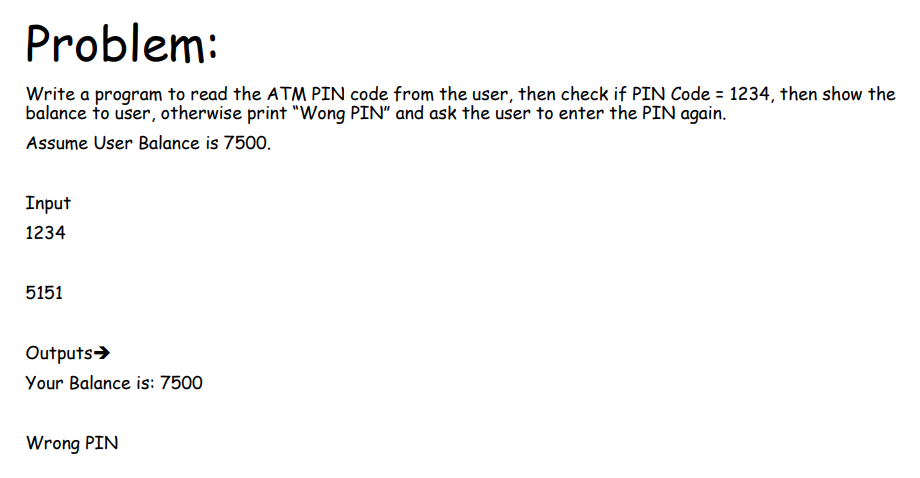 Problem:
Write a program to read the ATM PIN code from the user, then check if PIN Code = 1234, then show the
balance to user, otherwise print “Wong PIN” and ask the user to enter the PIN again.
Assume User Balance is 7500.
Input
1234
5151
Outputs➔
Your Balance is: 7500
Wrong PIN